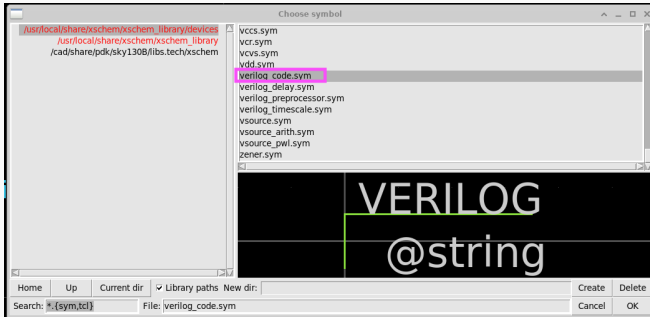 Choose symbol
/usr/local/share/xschem/xschem_library/devices
/usr/local/share/xschem/xschem_library
/cad/share/pdk/sky130B/libs.tech/xschem
vccs.sym
vcr.sym
vcvs.sym
vdd.sym
verilog_code.sym
verilog_delay.sym
verilog_preprocessor.sym
verilog_timescale.sym
vsource.sym
vsource_arith.sym
vsource_pwl.sym
zener.sym
VERILOG
@string
Home Up Current dir Library paths New dir: Create Delete
Search: *.{sym,tcl} File: verilog_code.sym Cancel OK